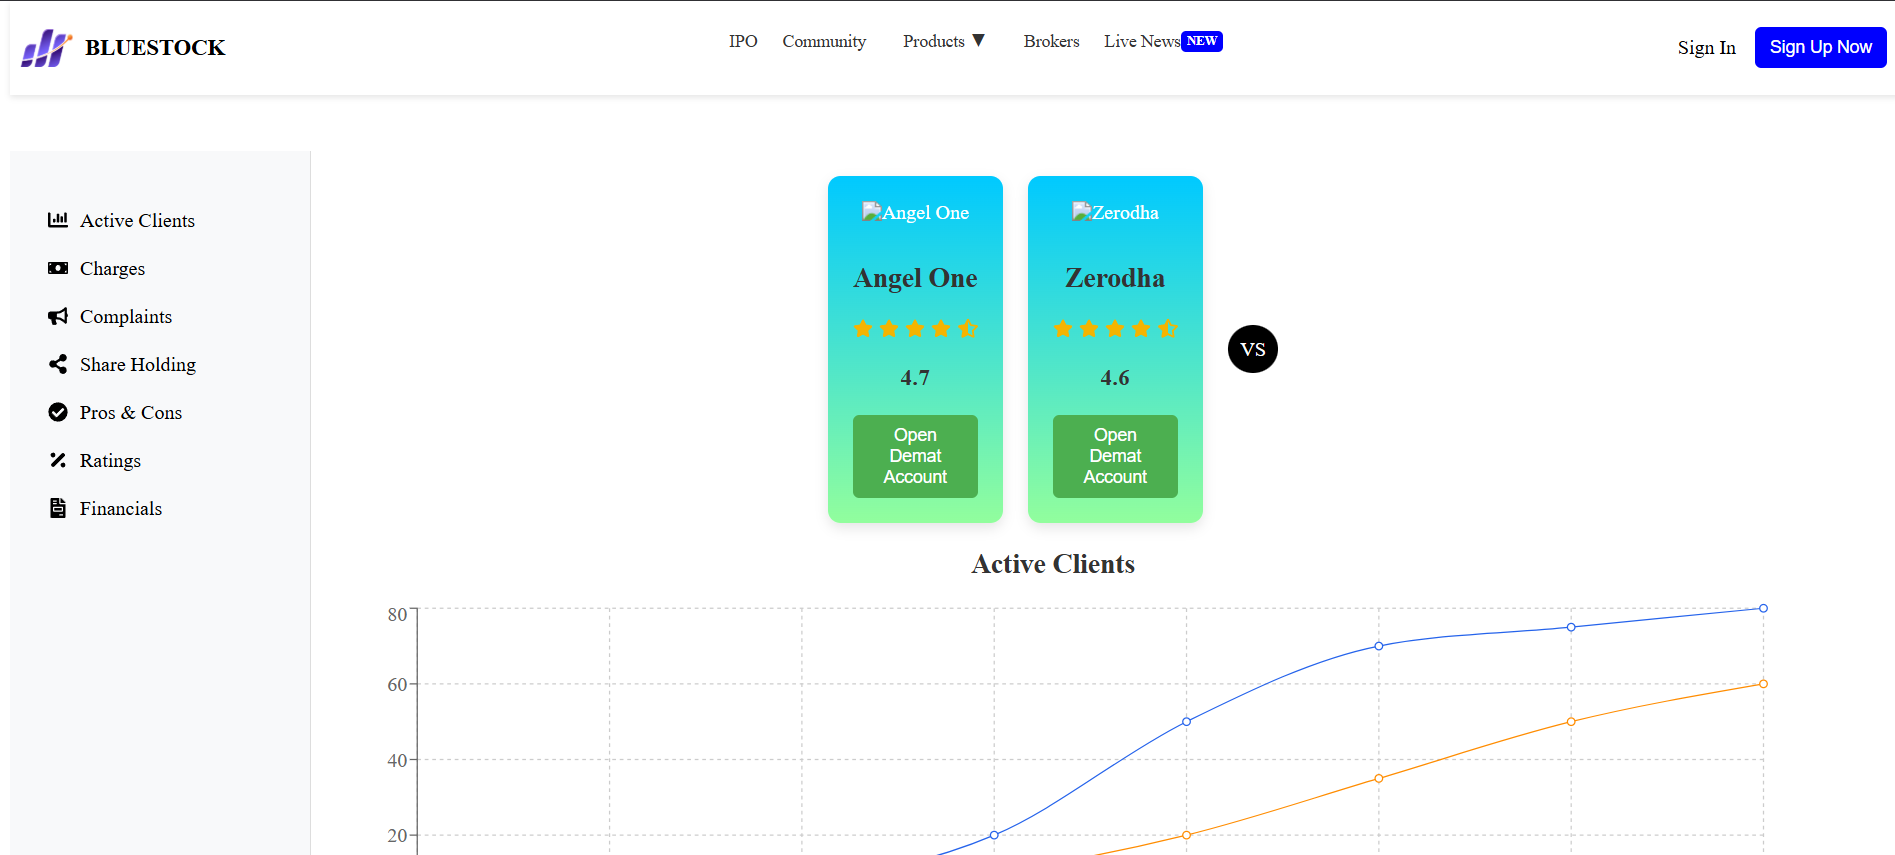 BLUESTOCK
IPO
Community
Products ▼
Brokers
Live News NEW
Sign In
Sign Up Now
Active Clients
Charges
Complaints
Share Holding
Pros & Cons
Ratings
Financials
Angel One
Angel One
4.7
Open
Demat
Account
Zerodha
Zerodha
4.6
Open
Demat
Account
VS
Active Clients
80
60
40
20